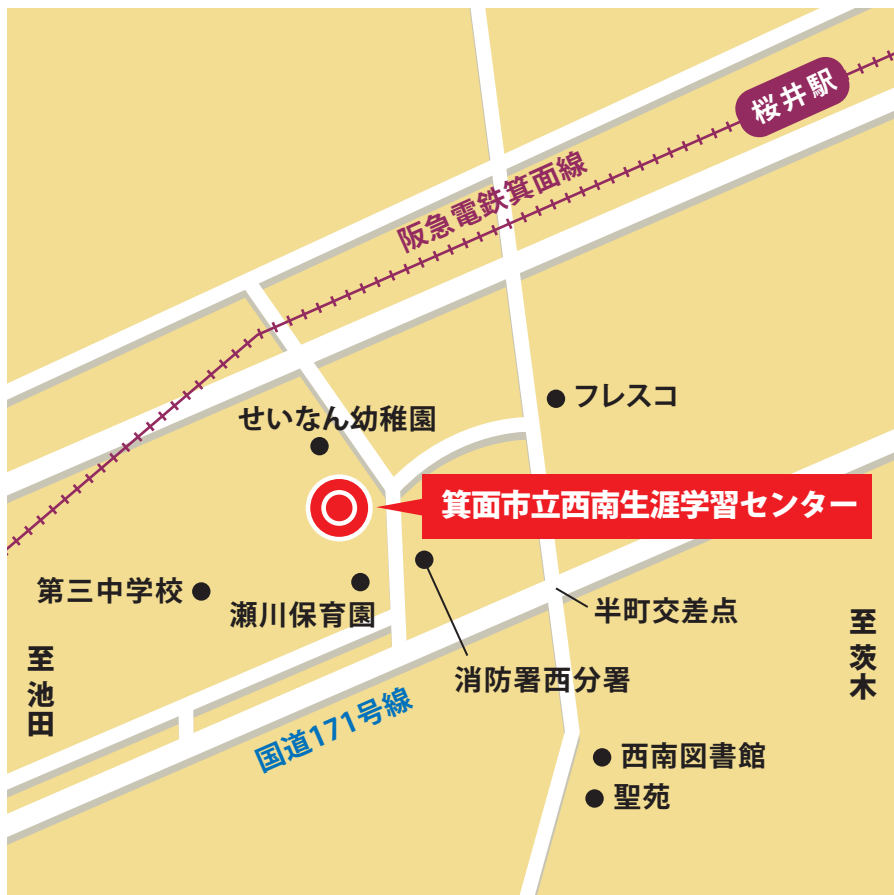 桜井駅
阪急電鉄箕面線
フレスコ
せいなん幼稚園
箕面市立西南生涯学習センター
第三中学校
瀬川保育園
半町交差点
至茨木
至池田
消防署西分署
国道171号線
西南図書館
聖苑